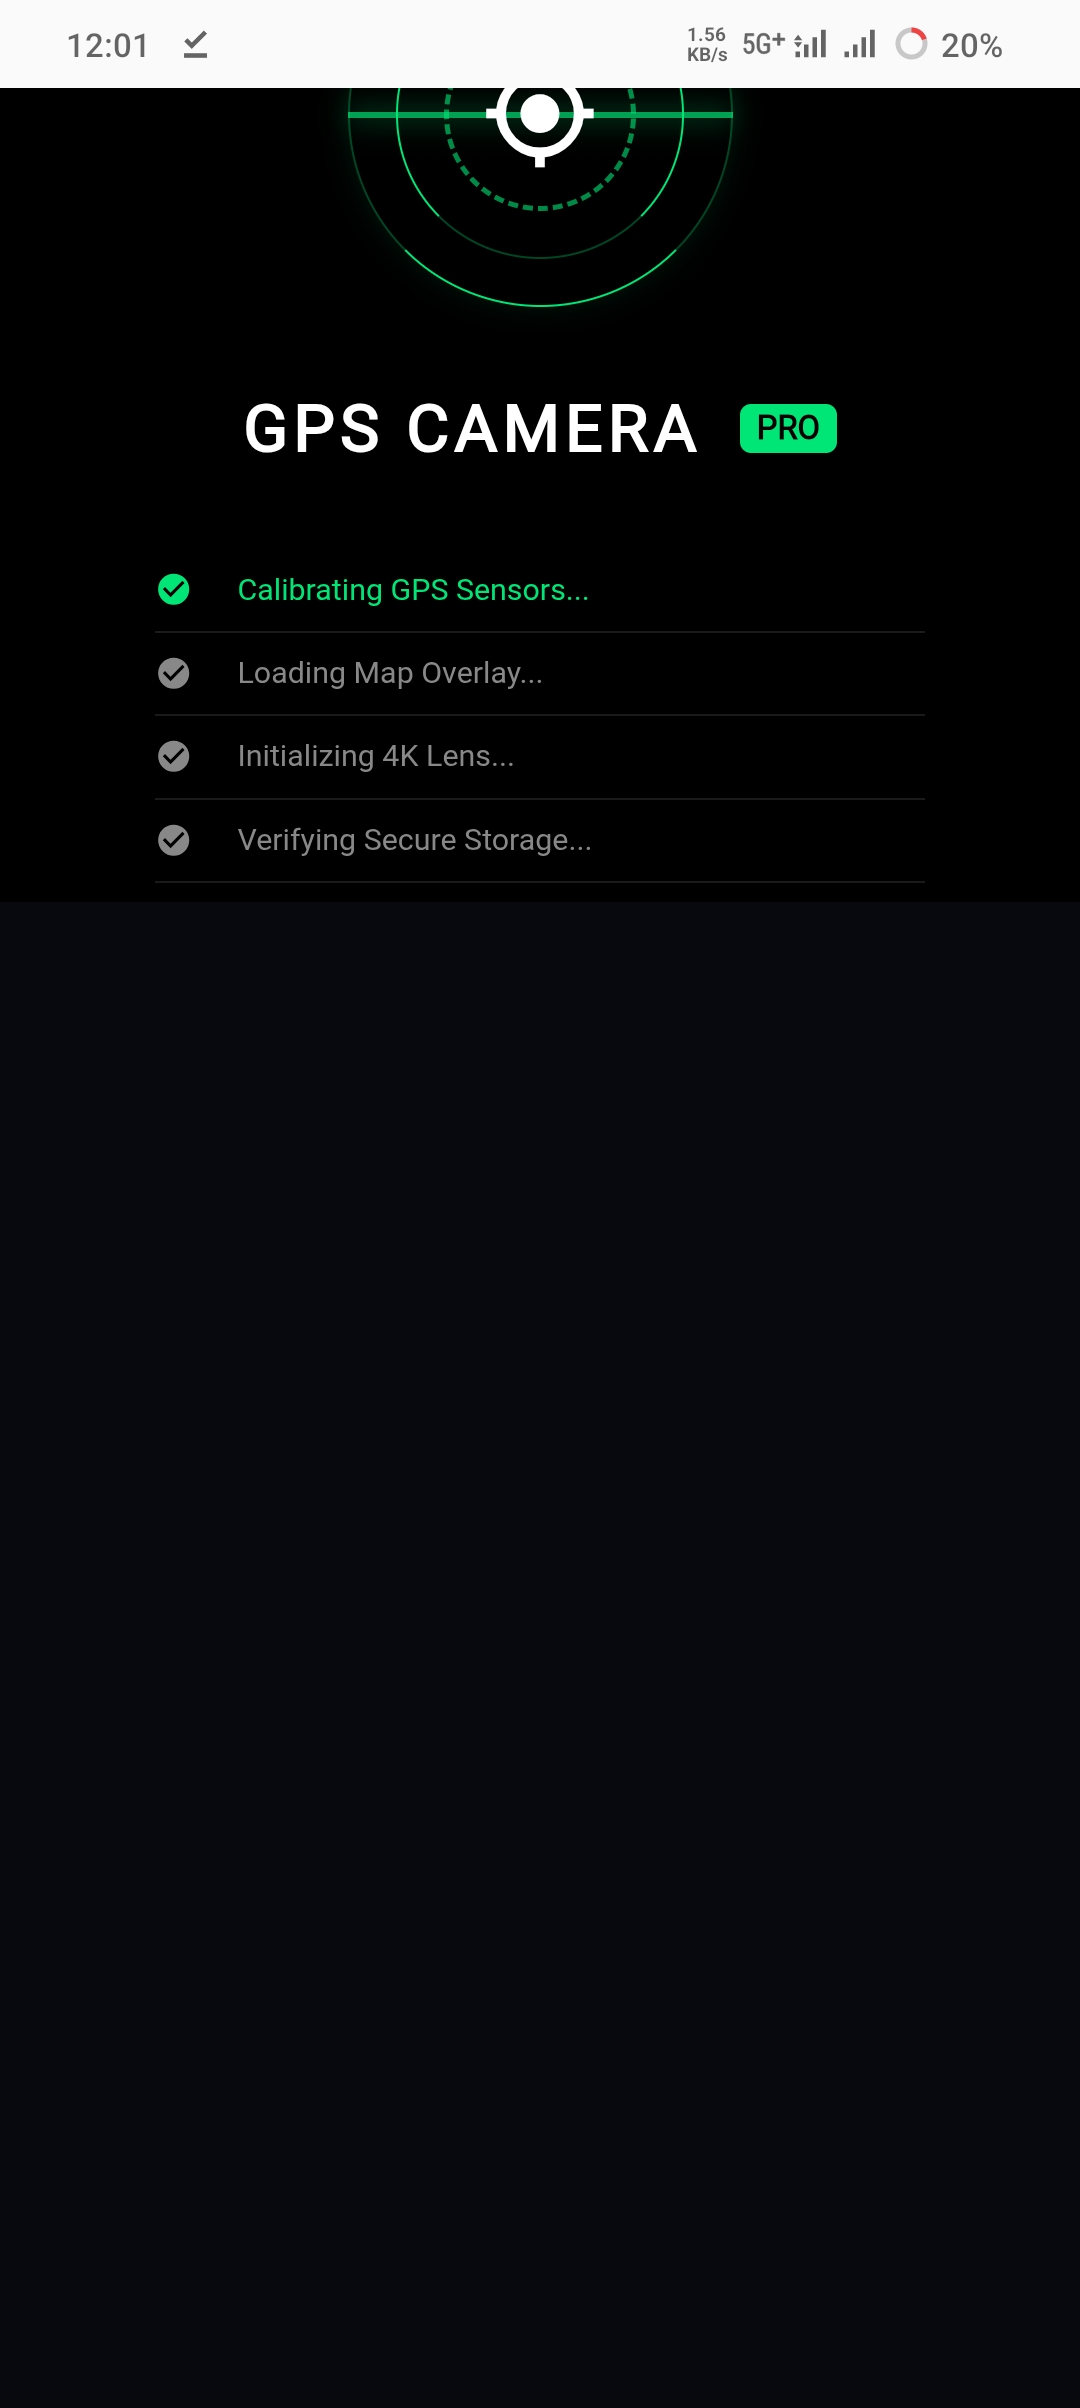 12:01
1.56
KB/s
5G+
20%
GPS CAMERA PRO
Calibrating GPS Sensors...
Loading Map Overlay...
Initializing 4K Lens...
Verifying Secure Storage...